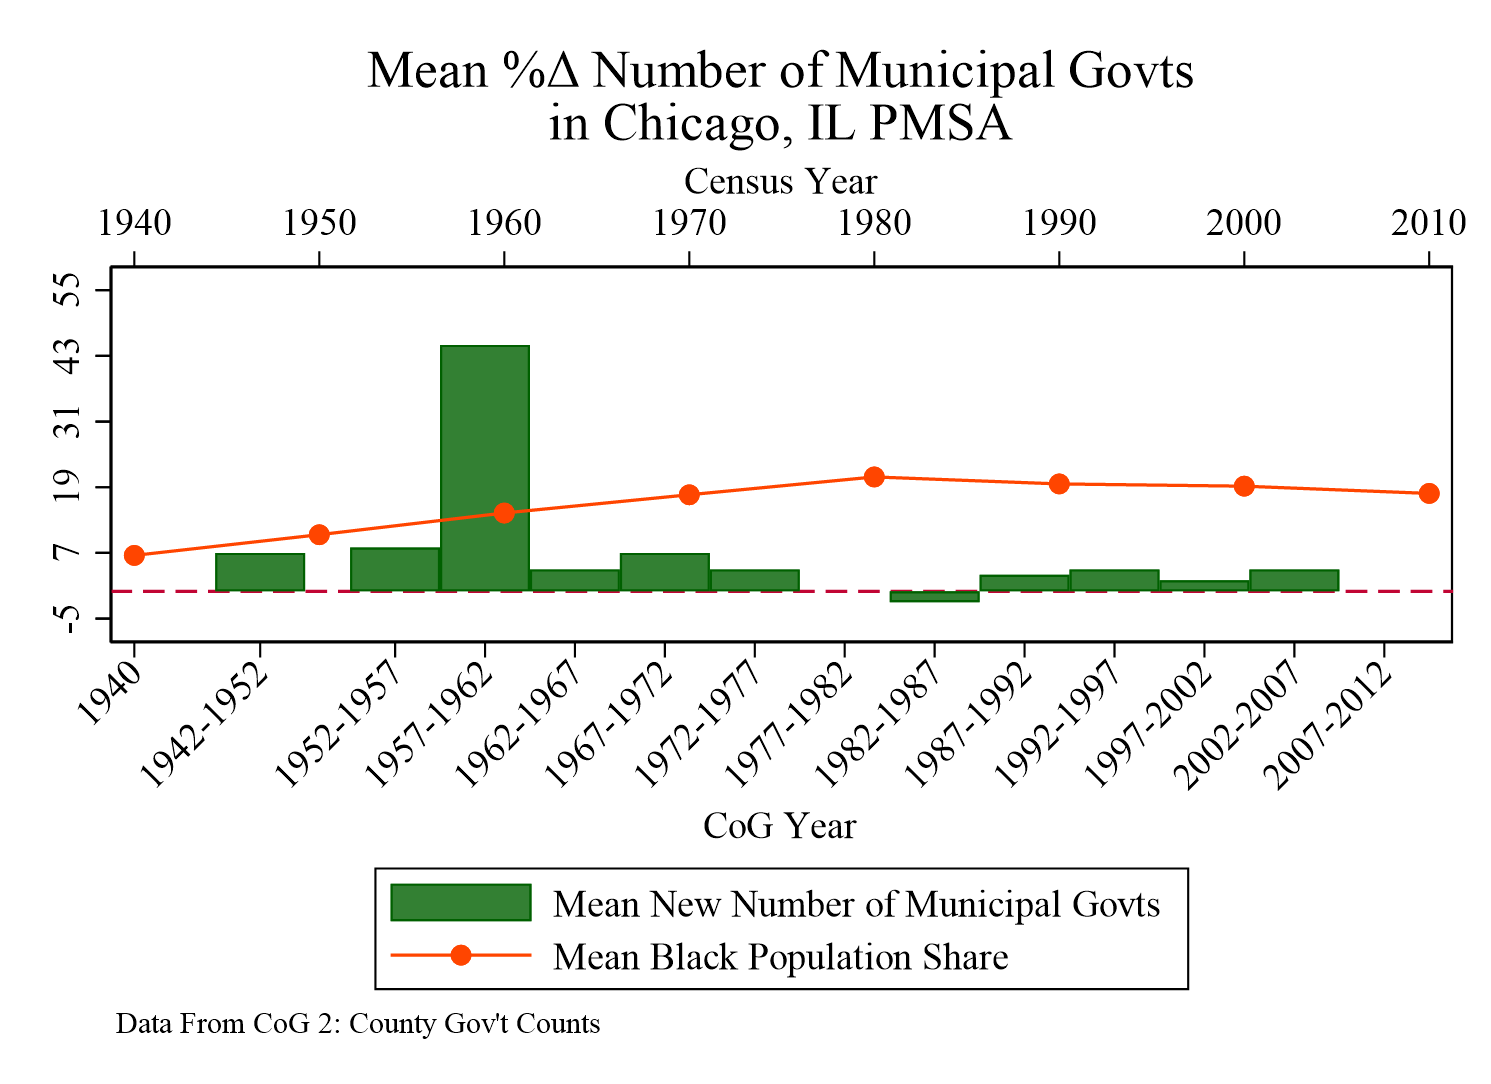 Mean %Δ Number of Municipal Govts
in Chicago, IL PMSA
Census Year
1940 1950 1960 1970 1980 1990 2000 2010
55
43
31
19
7
-5
1940 1942-1952 1952-1957 1957-1962 1962-1967 1967-1972 1972-1977 1977-1982 1982-1987 1987-1992 1992-1997 1997-2002 2002-2007 2007-2012
CoG Year
Mean New Number of Municipal Govts
Mean Black Population Share
Data From CoG 2: County Gov't Counts